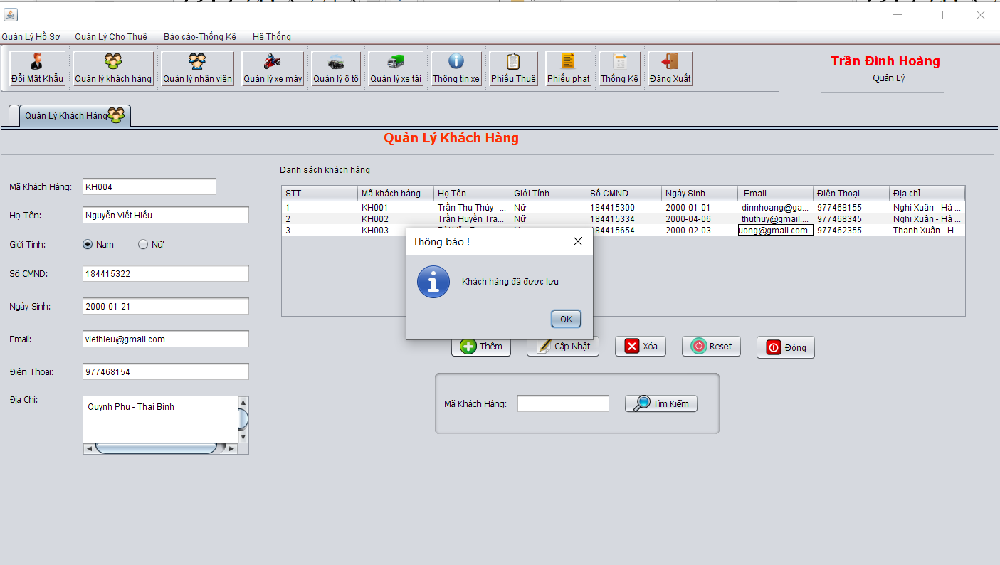 Quản Lý Hồ Sơ Quản Lý Cho Thuê Báo cáo-Thống Kê Hệ Thống
Đổi Mật Khẩu Quản lý khách hàng Quản lý nhân viên Quản lý xe máy Quản lý ô tô Quản lý xe tải Thông tin xe Phiếu Thuê Phiếu phạt Thống Kê Đăng Xuất
Trần Đình Hoàng
Quản Lý
Quản Lý Khách Hàng
Quản Lý Khách Hàng
Mã Khách Hàng: KH004
Họ Tên: Nguyễn Viết Hiếu
Giới Tính: Nam Nữ
Số CMND: 184415322
Ngày Sinh: 2000-01-21
Email: viethieu@gmail.com
Điện Thoại: 977468154
Địa Chỉ: Quynh Phu - Thai Binh
Danh sách khách hàng
STT Mã khách hàng Họ Tên Giới Tính Số CMND Ngày Sinh Email Điện Thoại Địa chỉ
1 KH001 Trần Thu Thủy ... Nữ 184415300 2000-01-01 dinnhoang@ga... 977468155 Nghi Xuân - Hà ...
2 KH002 Trần Huyền Tra... Nữ 184415334 2000-04-06 thuthuy@gmail.... 977468345 Nghi Xuân - Hà ...
3 KH003 184415654 2000-02-03 uong@gmail.com 977462355 Thanh Xuân - H...
Thông báo !
Khách hàng đã đươc lưu
OK
Thêm Cập Nhật Xóa Reset Đóng
Mã Khách Hàng: Tìm Kiếm